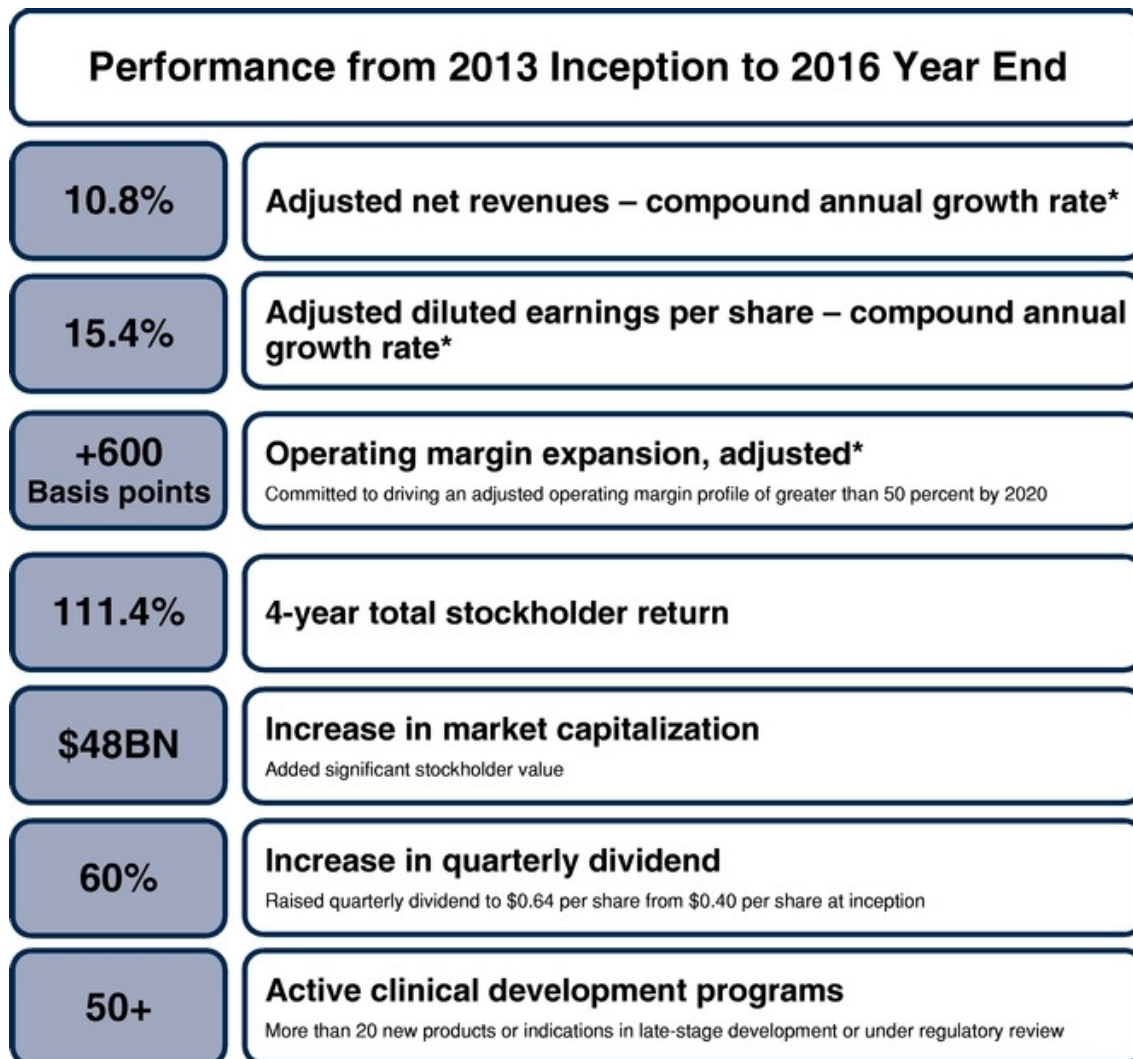 Performance from 2013 Inception to 2016 Year End
10.8%
Adjusted net revenues – compound annual growth rate*
15.4%
Adjusted diluted earnings per share – compound annual
growth rate*
+600
Basis points
Operating margin expansion, adjusted*
Committed to driving an adjusted operating margin profile of greater than 50 percent by 2020
111.4%
4-year total stockholder return
$48BN
Increase in market capitalization
Added significant stockholder value
60%
Increase in quarterly dividend
Raised quarterly dividend to $0.64 per share from $0.40 per share at inception
50+
Active clinical development programs
More than 20 new products or indications in late-stage development or under regulatory review